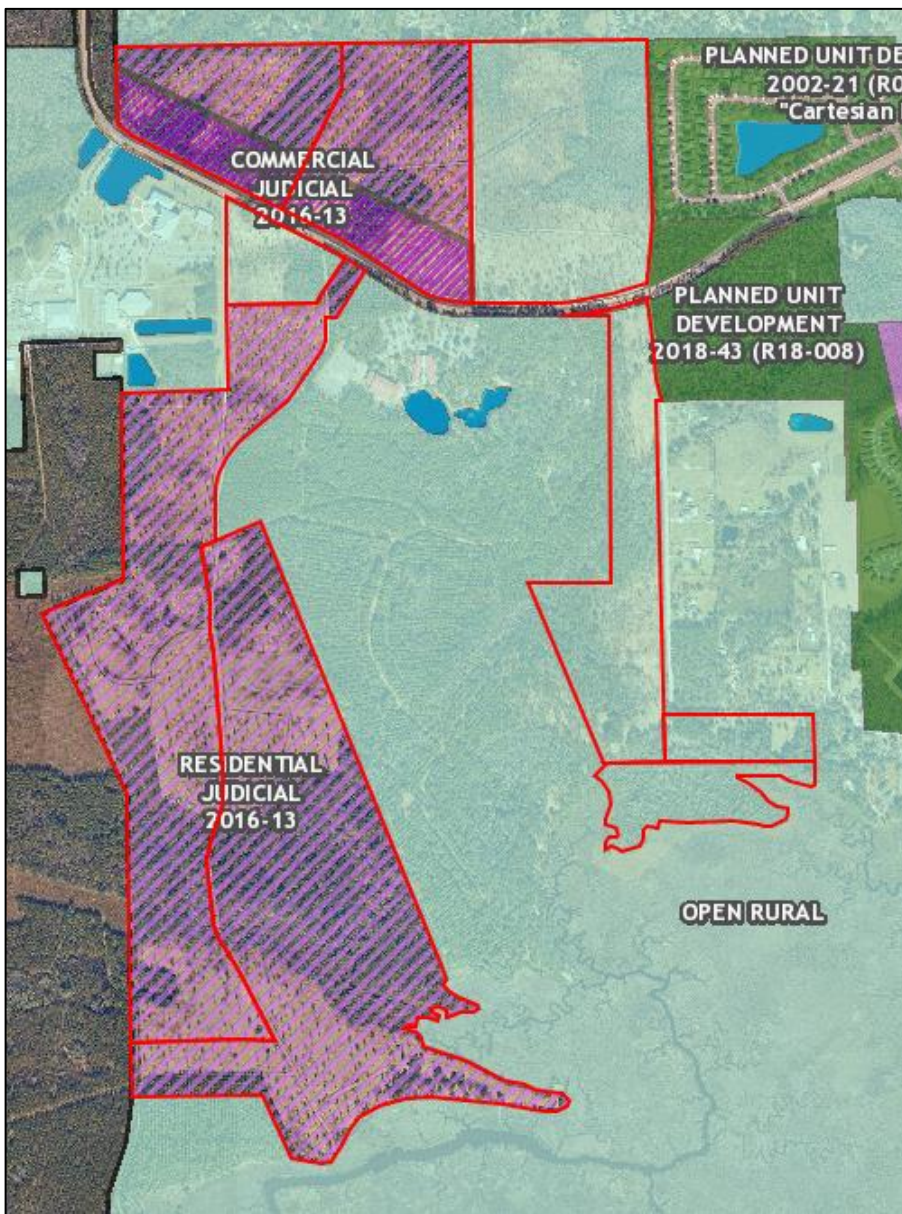 PLANNED UNIT DE
2002-21 (R0
"Cartesian
COMMERCIAL
JUDICIAL
2016-13
PLANNED UNIT
DEVELOPMENT
2018-43 (R18-008)
RESIDENTIAL
JUDICIAL
2016-13
OPEN RURAL